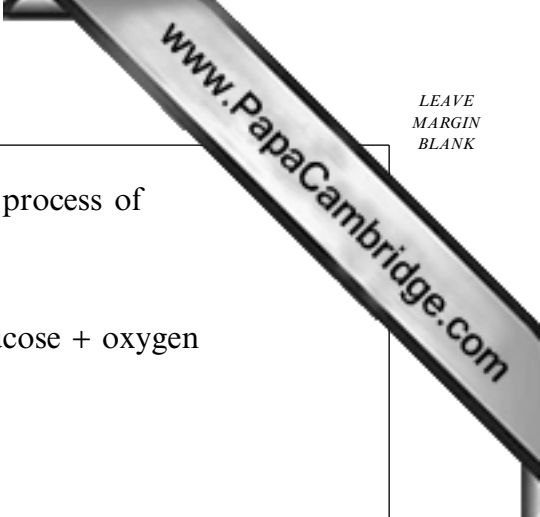 www.PapaCambridge.com
LEAVE
MARGIN
BLANK
process of
cose + oxygen